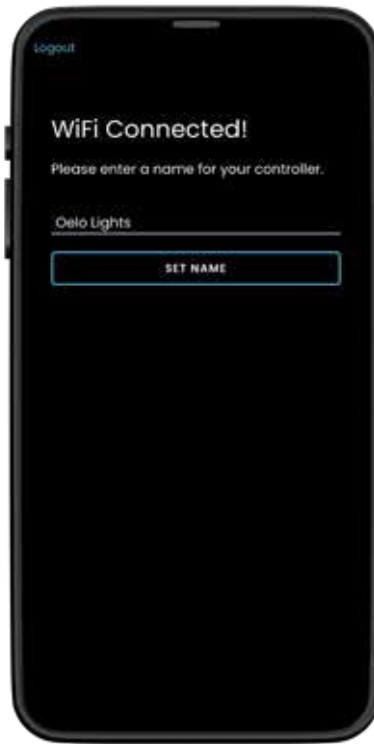 Logout
WiFi Connected!
Please enter a name for your controller.
Oelo Lights
SET NAME